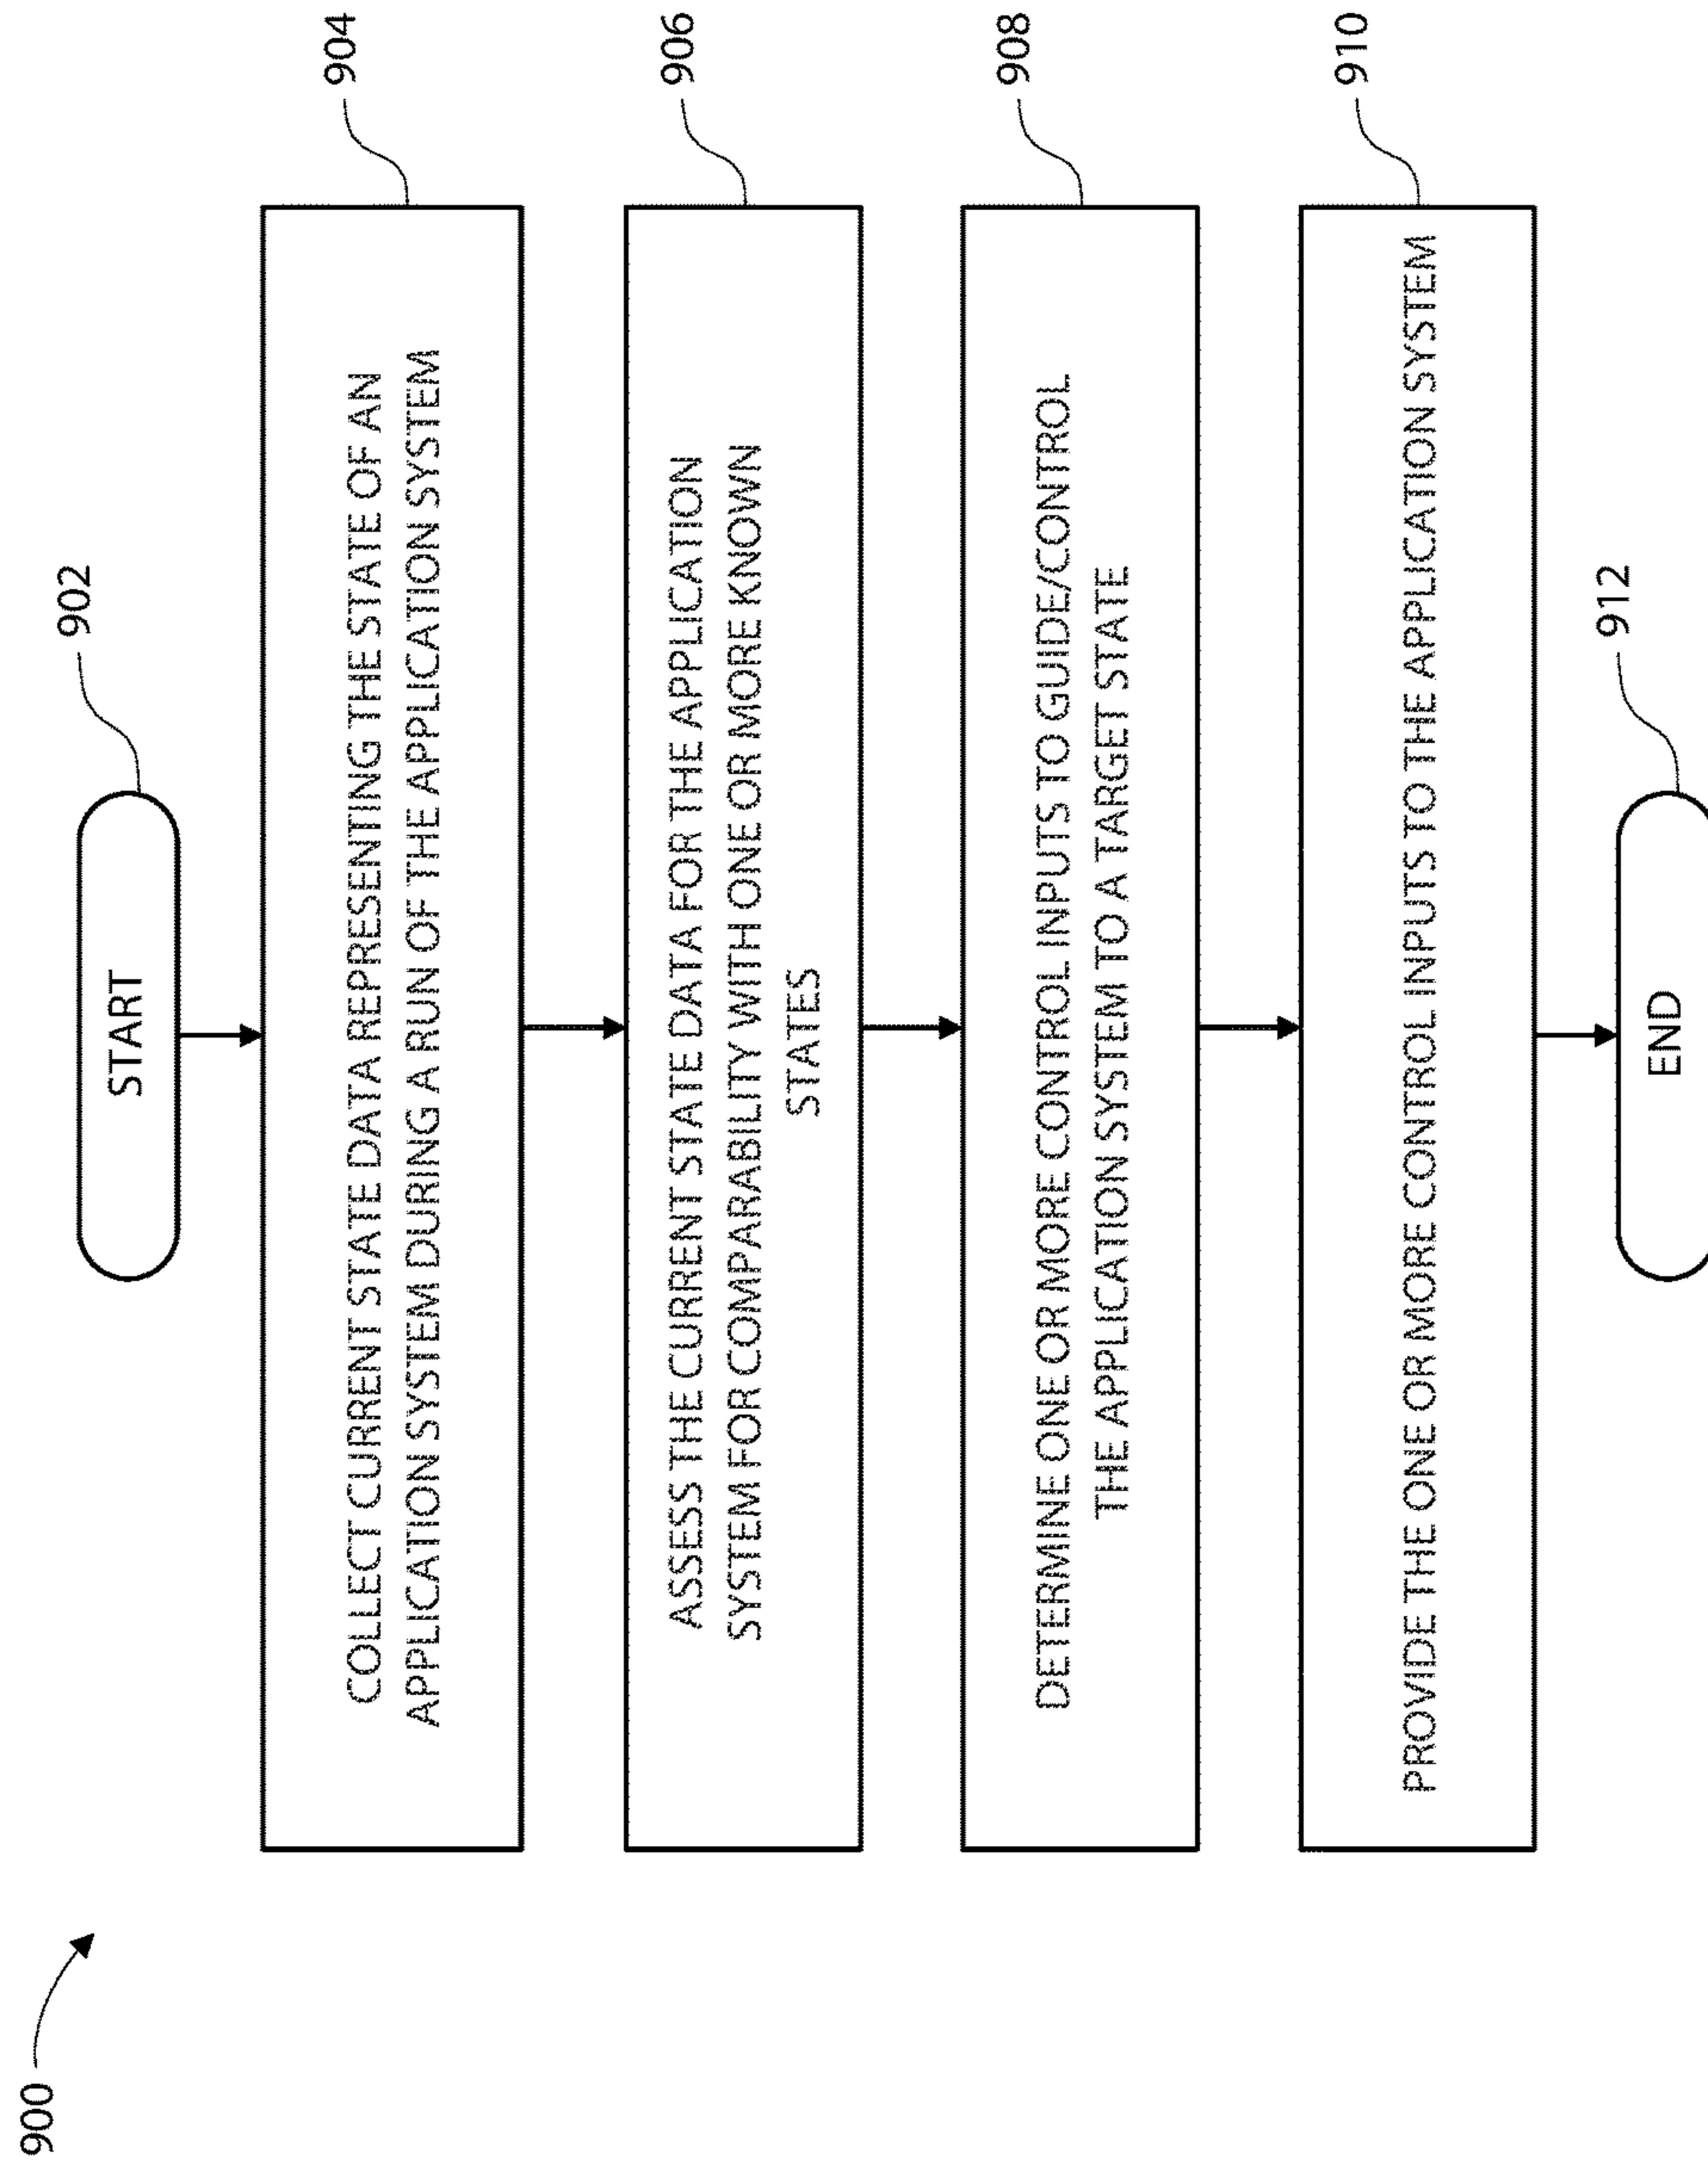 900
START
902
COLLECT CURRENT STATE DATA REPRESENTING THE STATE OF AN
APPLICATION SYSTEM DURING A RUN OF THE APPLICATION SYSTEM
904
ASSESS THE CURRENT STATE DATA FOR THE APPLICATION
SYSTEM FOR COMPARABILITY WITH ONE OR MORE KNOWN
STATES
906
DETERMINE ONE OR MORE CONTROL INPUTS TO GUIDE/CONTROL
THE APPLICATION SYSTEM TO A TARGET STATE
908
PROVIDE THE ONE OR MORE CONTROL INPUTS TO THE APPLICATION SYSTEM
910
END
912